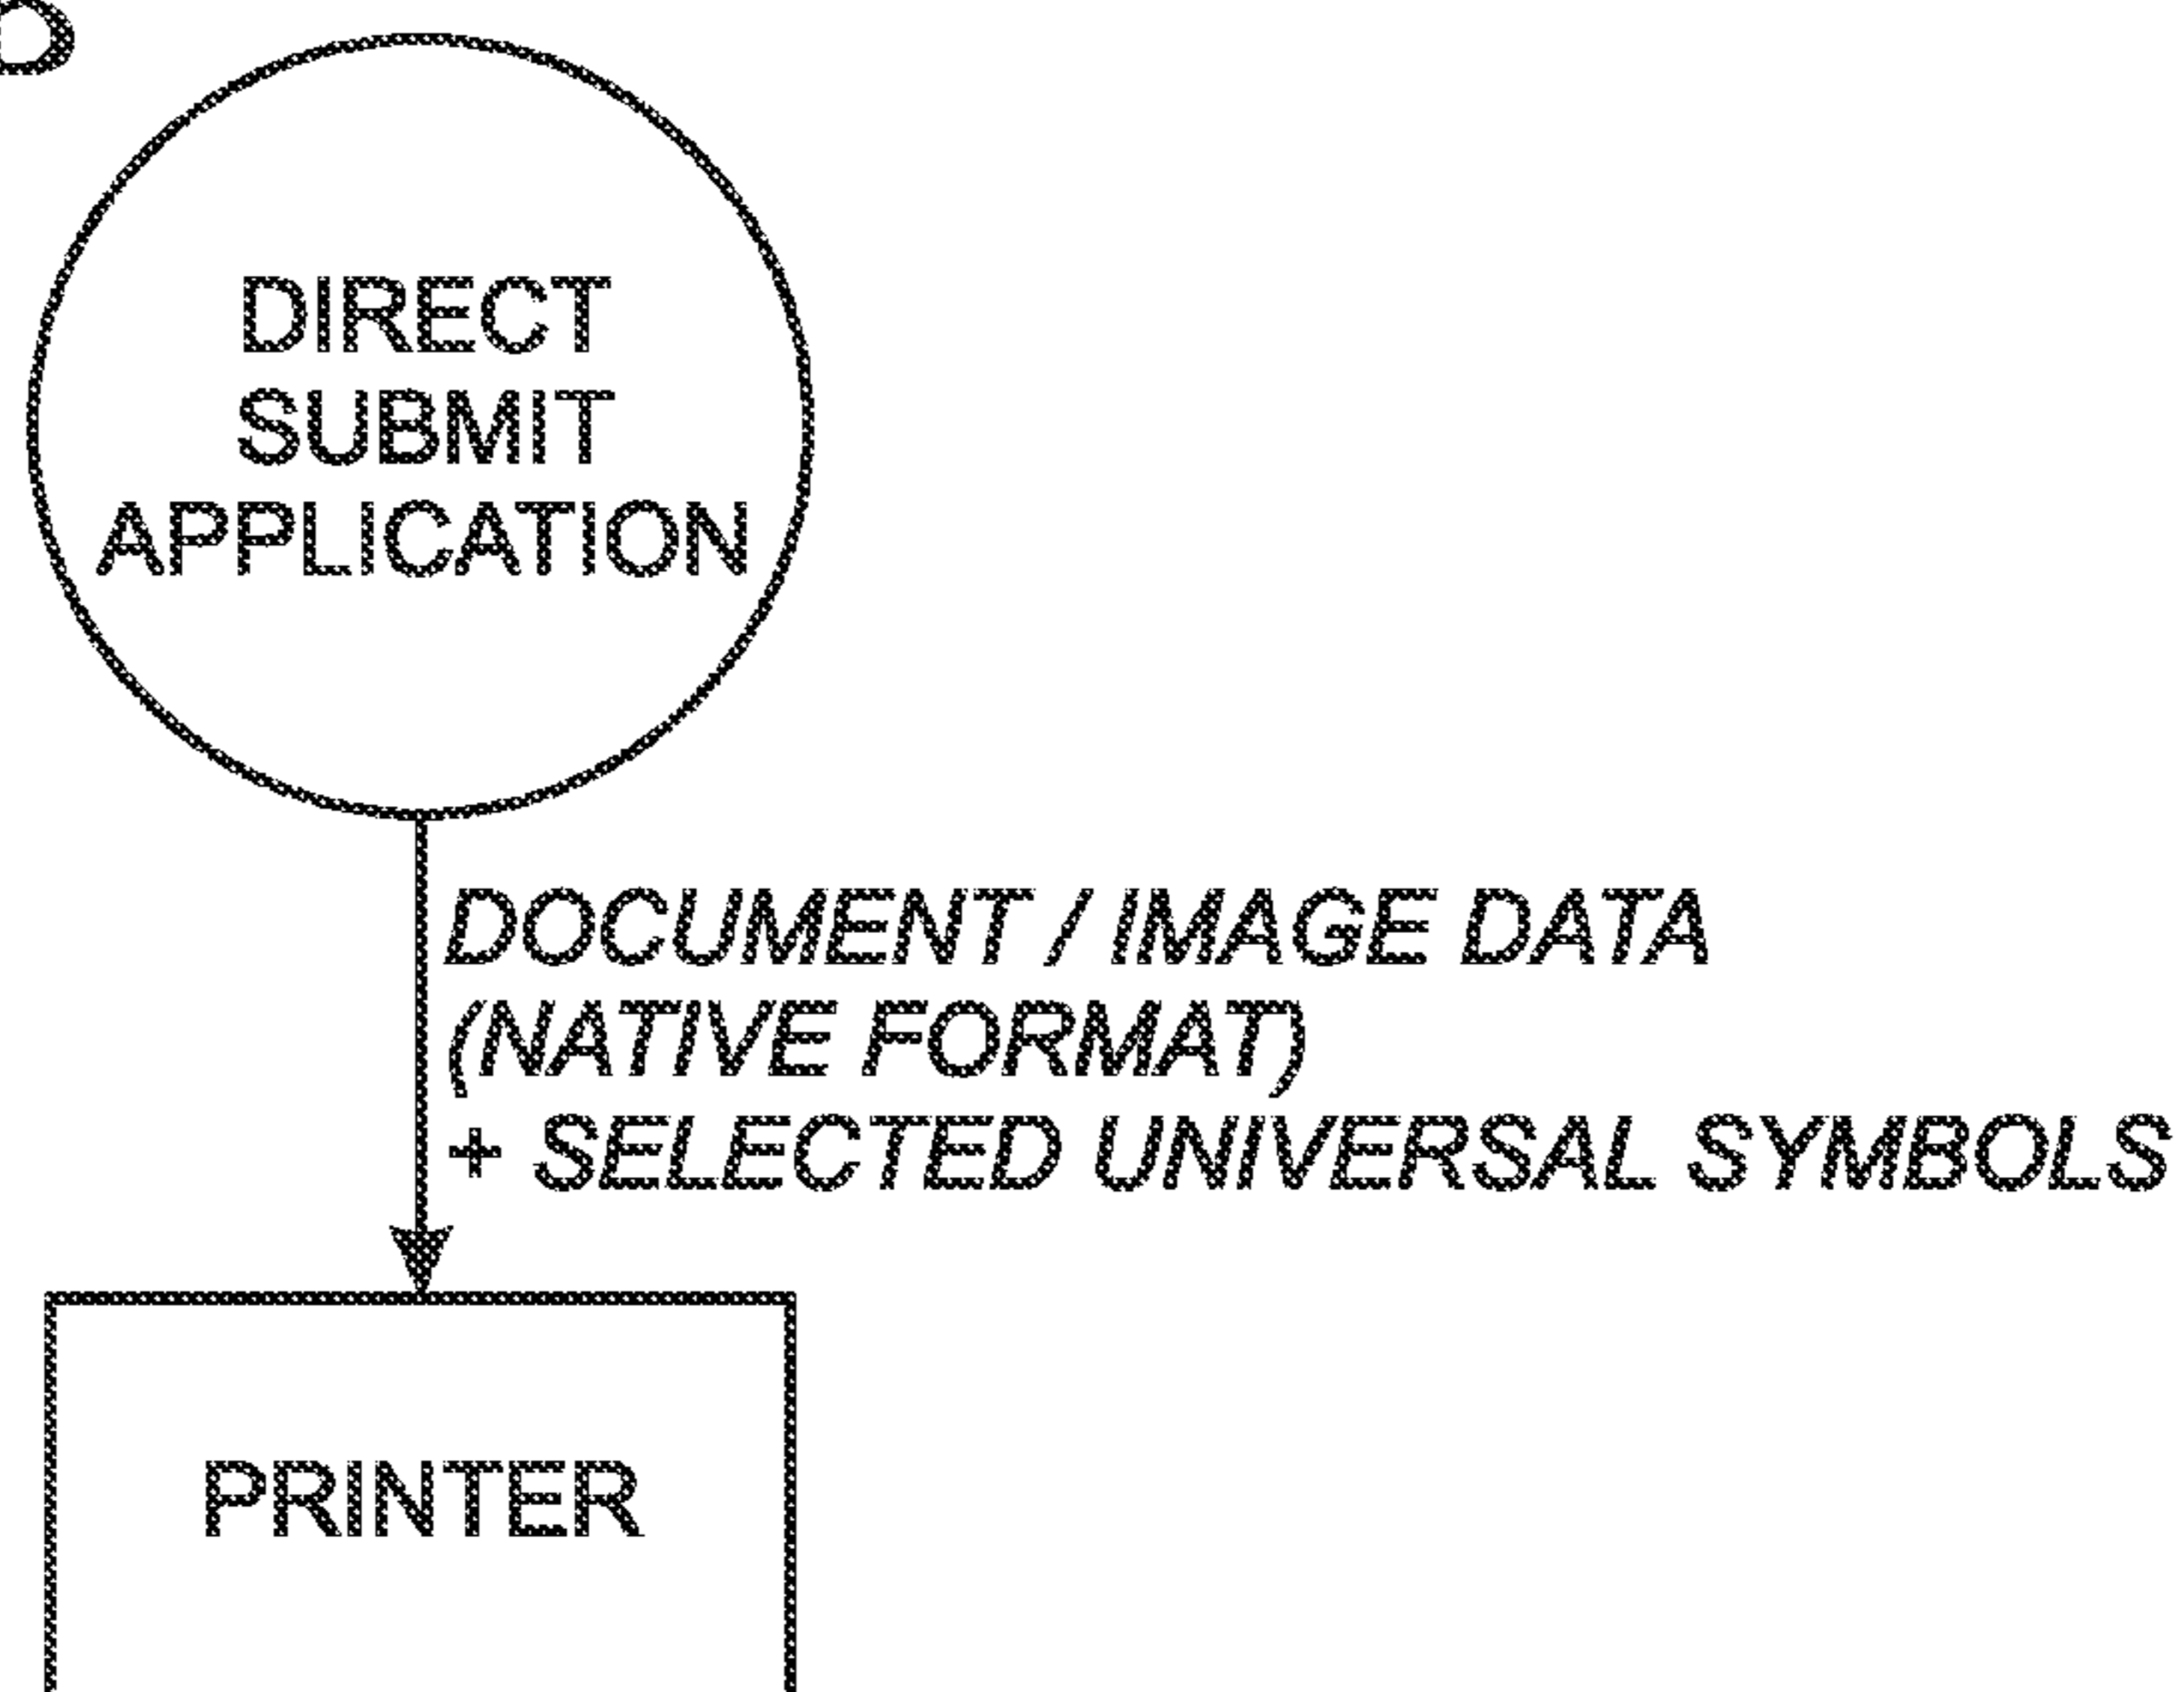 DIRECT
SUBMIT
APPLICATION
DOCUMENT / IMAGE DATA
(NATIVE FORMAT)
+ SELECTED UNIVERSAL SYMBOLS
PRINTER